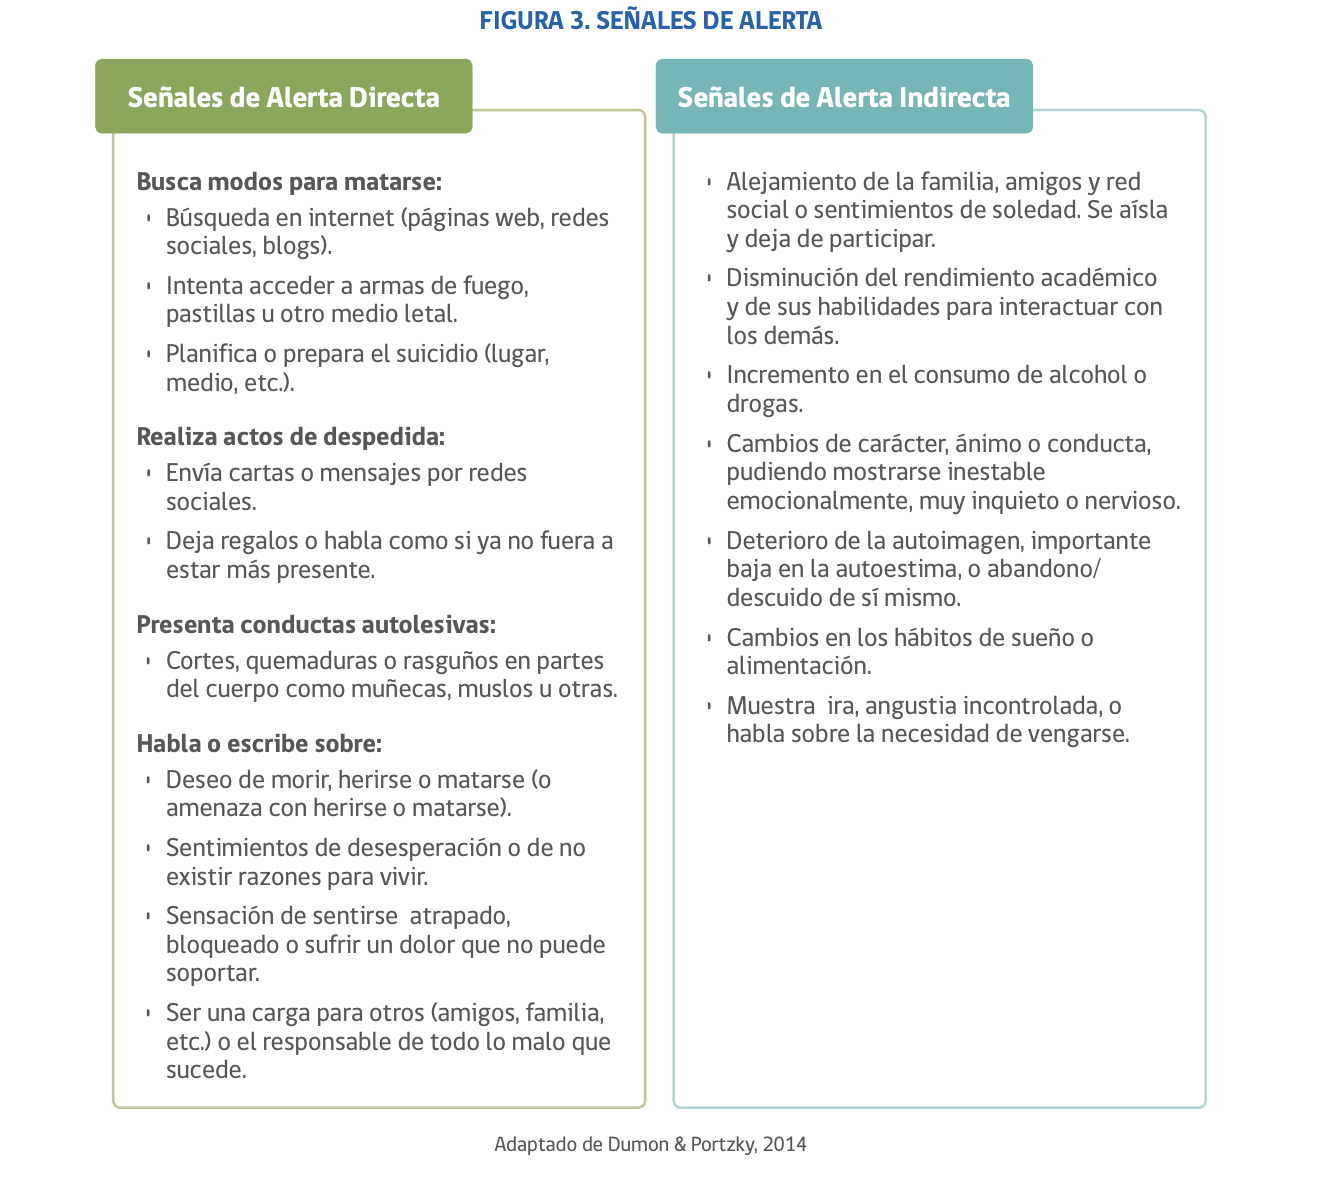 FIGURA 3. SEÑALES DE ALERTA
Señales de Alerta Directa
Busca modos para matarse:
• Búsqueda en internet (páginas web, redes
sociales, blogs).
• Intenta acceder a armas de fuego,
pastillas u otro medio letal.
• Planifica o prepara el suicidio (lugar,
medio, etc.).
Realiza actos de despedida:
• Envía cartas o mensajes por redes
sociales.
• Deja regalos o habla como si ya no fuera a
estar más presente.
Presenta conductas autolesivas:
• Cortes, quemaduras o rasguños en partes
del cuerpo como muñecas, muslos u otras.
Habla o escribe sobre:
• Deseo de morir, herirse o matarse (o
amenaza con herirse o matarse).
• Sentimientos de desesperación o de no
existir razones para vivir.
• Sensación de sentirse  atrapado,
bloqueado o sufrir un dolor que no puede
soportar.
• Ser una carga para otros (amigos, familia,
etc.) o el responsable de todo lo malo que
sucede.
Señales de Alerta Indirecta
• Alejamiento de la familia, amigos y red
social o sentimientos de soledad. Se aísla
y deja de participar.
• Disminución del rendimiento académico
y de sus habilidades para interactuar con
los demás.
• Incremento en el consumo de alcohol o
drogas.
• Cambios de carácter, ánimo o conducta,
pudiendo mostrarse inestable
emocionalmente, muy inquieto o nervioso.
• Deterioro de la autoimagen, importante
baja en la autoestima, o abandono/
descuido de sí mismo.
• Cambios en los hábitos de sueño o
alimentación.
• Muestra  ira, angustia incontrolada, o
habla sobre la necesidad de vengarse.
Adaptado de Dumon & Portzky, 2014